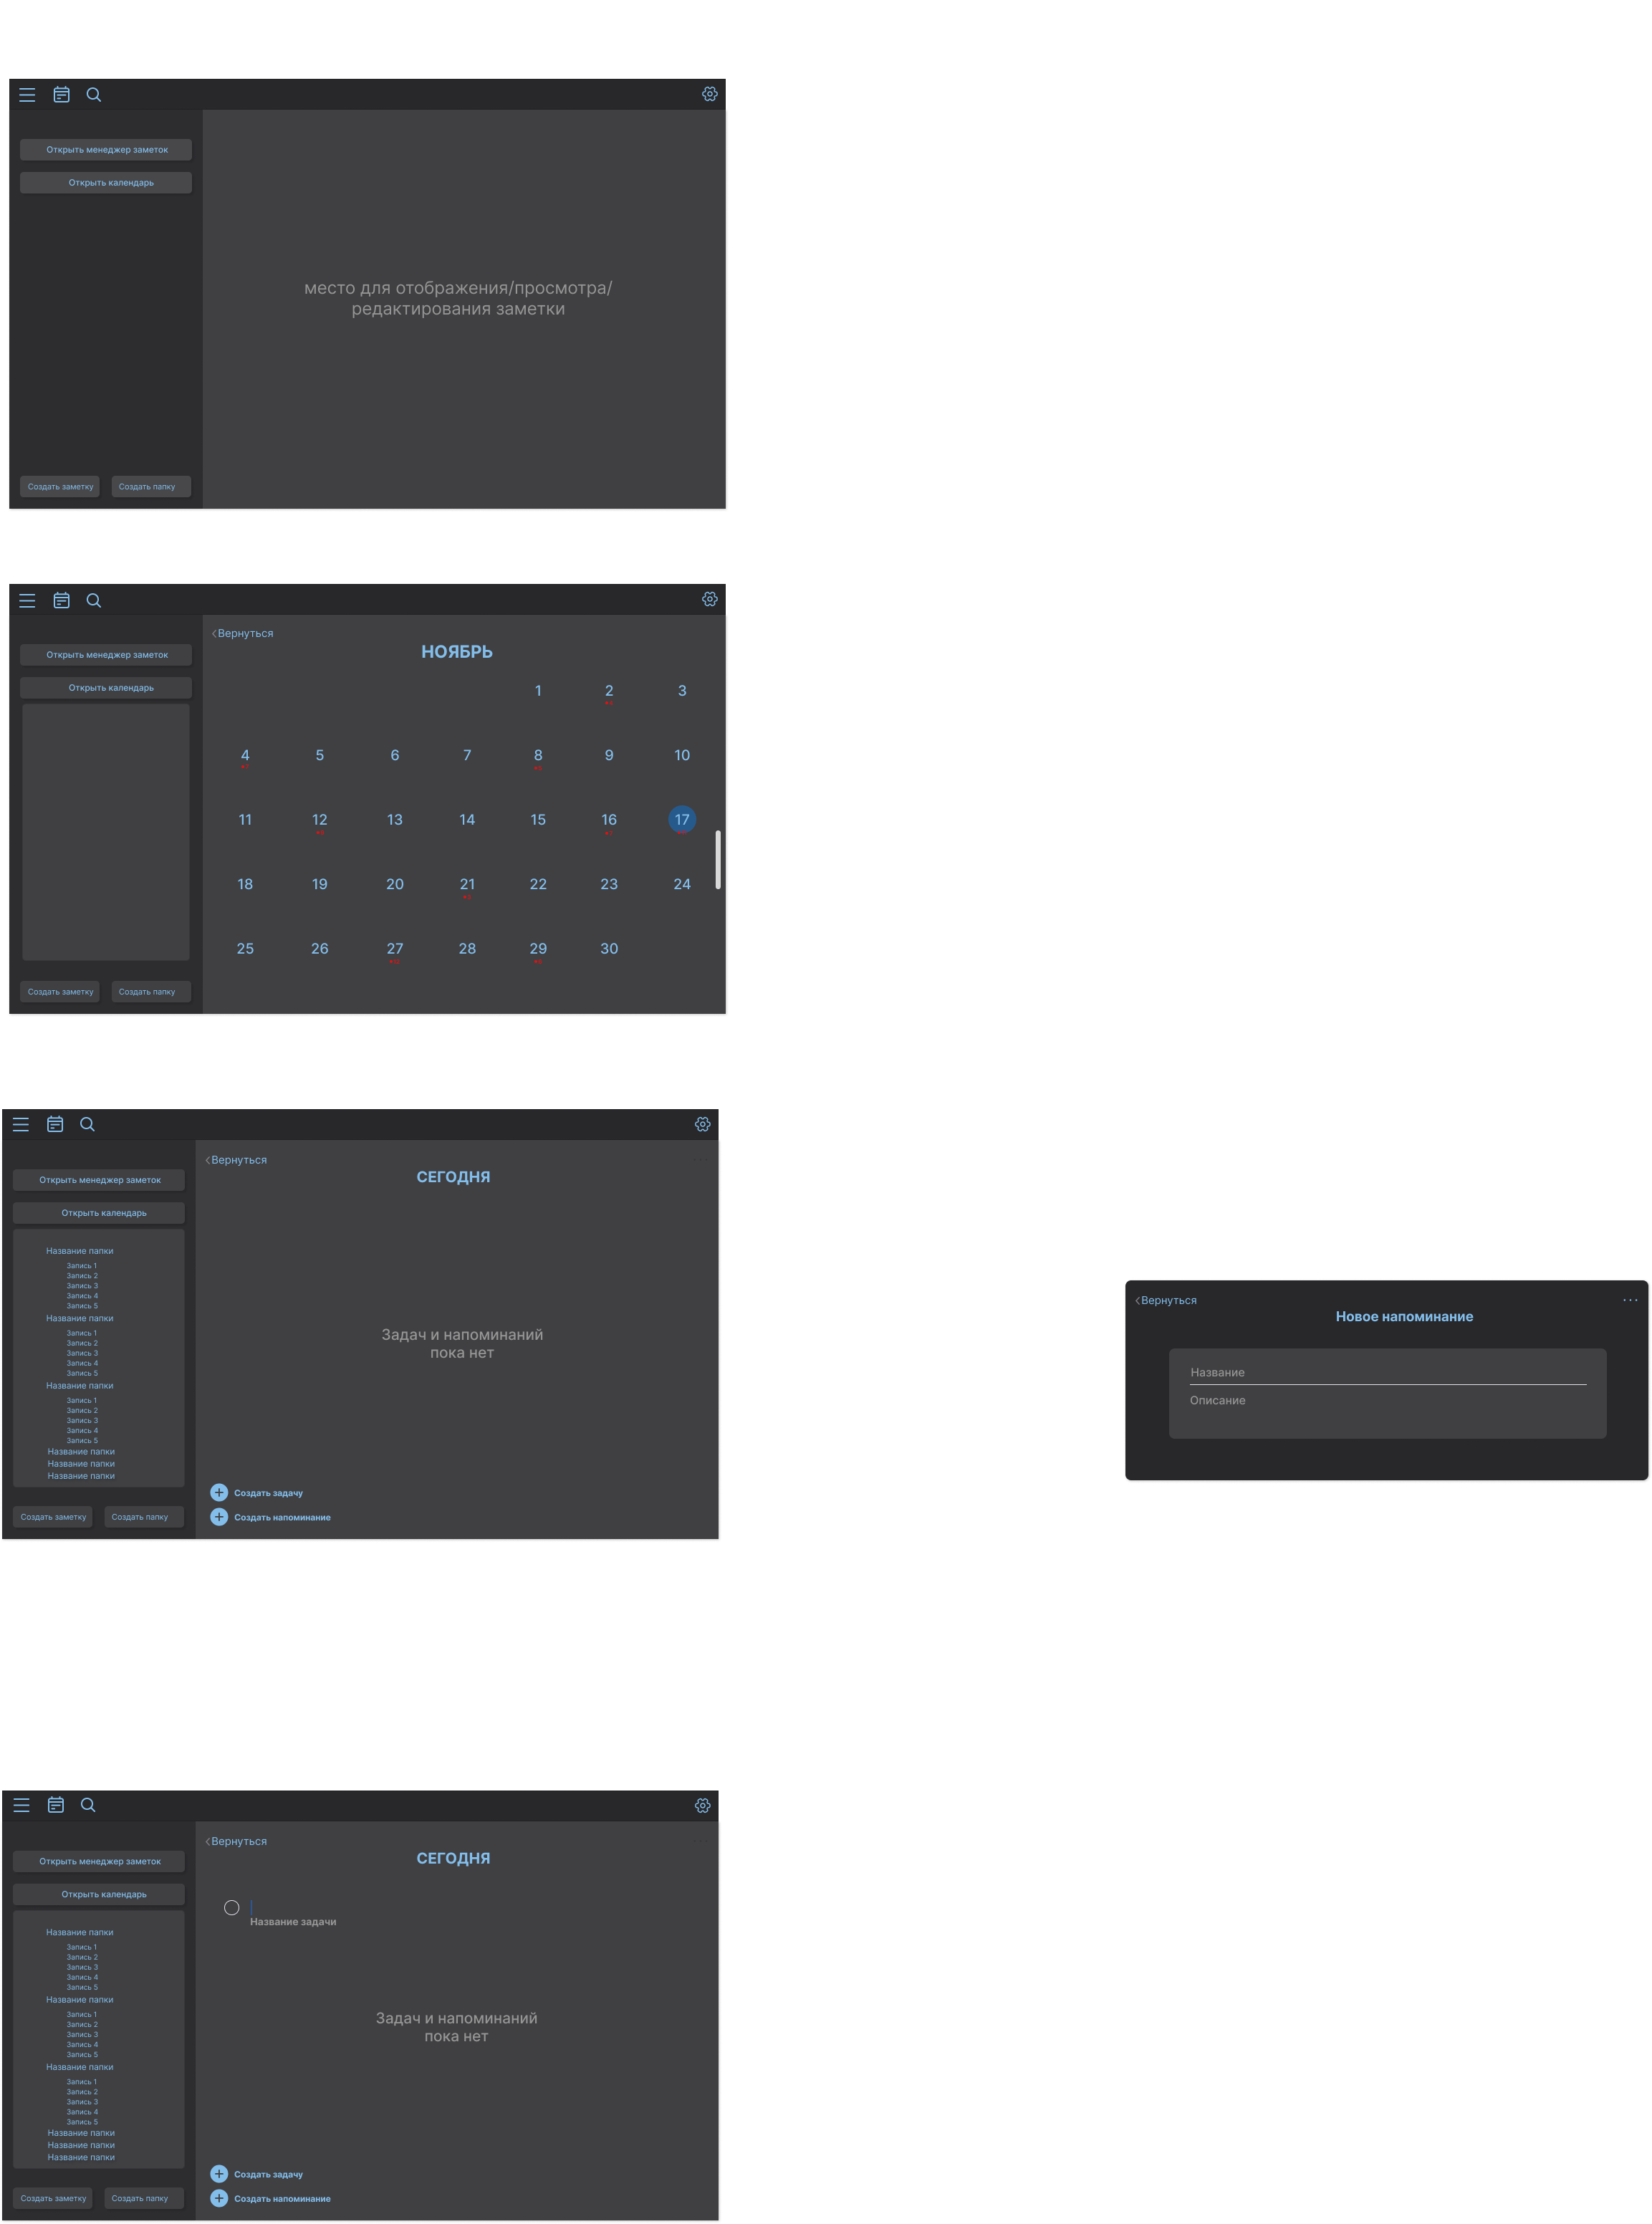 Открыть менеджер заметок
Открыть календарь
место для отображения/просмотра/
редактирования заметки
Создать заметку Создать папку
Вернуться
НОЯБРЬ
Открыть менеджер заметок
Открыть календарь
1 2 3
4 5 6 7 8 9 10
11 12 13 14 15 16 17
18 19 20 21 22 23 24
25 26 27 28 29 30
Создать заметку Создать папку
Вернуться
СЕГОДНЯ
Открыть менеджер заметок
Открыть календарь
Название папки
Запись 1
Запись 2
Запись 3
Запись 4
Запись 5
Название папки
Запись 1
Запись 2
Запись 3
Запись 4
Запись 5
Название папки
Запись 1
Запись 2
Запись 3
Запись 4
Запись 5
Название папки
Название папки
Название папки
Создать заметку Создать папку
Задач и напоминаний
пока нет
Создать задачу
Создать напоминание
Вернуться
Новое напоминание
Название
Описание
Вернуться
СЕГОДНЯ
Открыть менеджер заметок
Открыть календарь
Название папки
Запись 1
Запись 2
Запись 3
Запись 4
Запись 5
Название папки
Запись 1
Запись 2
Запись 3
Запись 4
Запись 5
Название папки
Запись 1
Запись 2
Запись 3
Запись 4
Запись 5
Название папки
Название папки
Название папки
Создать заметку Создать папку
Название задачи
Задач и напоминаний
пока нет
Создать задачу
Создать напоминание